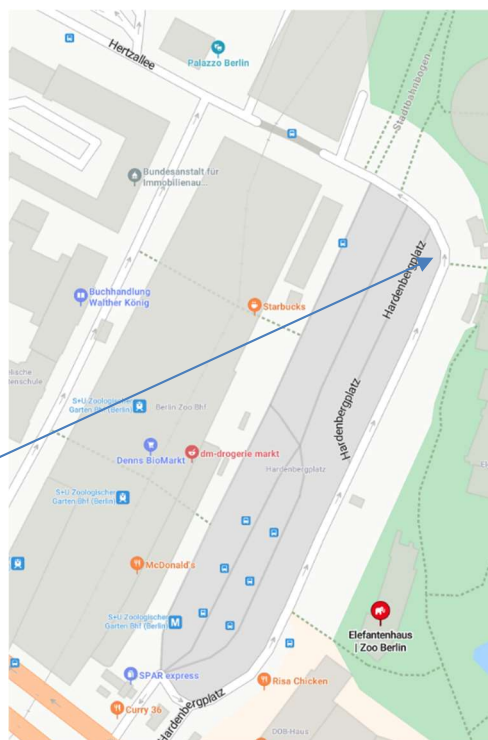 Hertzallee
Palazzo Berlin
Stadtbahnbogen
Bundesanstalt für
Immobilienau...
Hardenbergplatz
Buchhandlung
Walther König
Starbucks
S+U Zoologischer
Garten Bhf (Berlin)
Berlin Zoo Bhf
Hardenbergplatz
Denns BioMarkt
dm-drogerie markt
Hardenbergplatz
S+U Zoologischer
Garten Bhf (Berlin)
McDonald's
S+U Zoologischer
Garten Bhf (Berlin)
M
Elefantenhaus
| Zoo Berlin
SPAR express
Risa Chicken
Curry 36
Hardenbergplatz
DOB-Haus